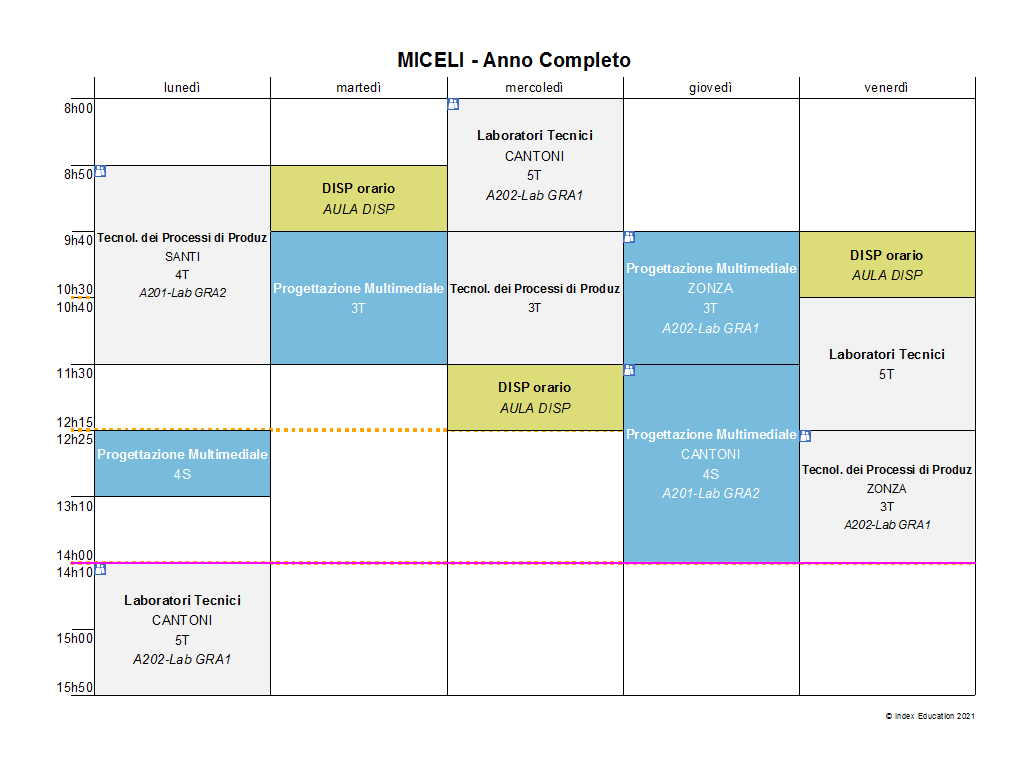 MICELI - Anno Completo
lunedì
martedì
mercoledì
giovedì
venerdì
8h00
8h50
9h40
10h30
10h40
11h30
12h15
12h25
13h10
14h00
14h10
15h00
15h50
Tecnol. dei Processi di Produz
SANTI
4T
A201-Lab GRA2
Progettazione Multimediale
4S
Laboratori Tecnici
CANTONI
5T
A202-Lab GRA1
DISP orario
AULA DISP
Progettazione Multimediale
3T
Laboratori Tecnici
CANTONI
5T
A202-Lab GRA1
Tecnol. dei Processi di Produz
3T
DISP orario
AULA DISP
Progettazione Multimediale
ZONZA
3T
A202-Lab GRA1
Progettazione Multimediale
CANTONI
4S
A201-Lab GRA2
DISP orario
AULA DISP
Laboratori Tecnici
5T
Tecnol. dei Processi di Produz
ZONZA
3T
A202-Lab GRA1
© Index Education 2021